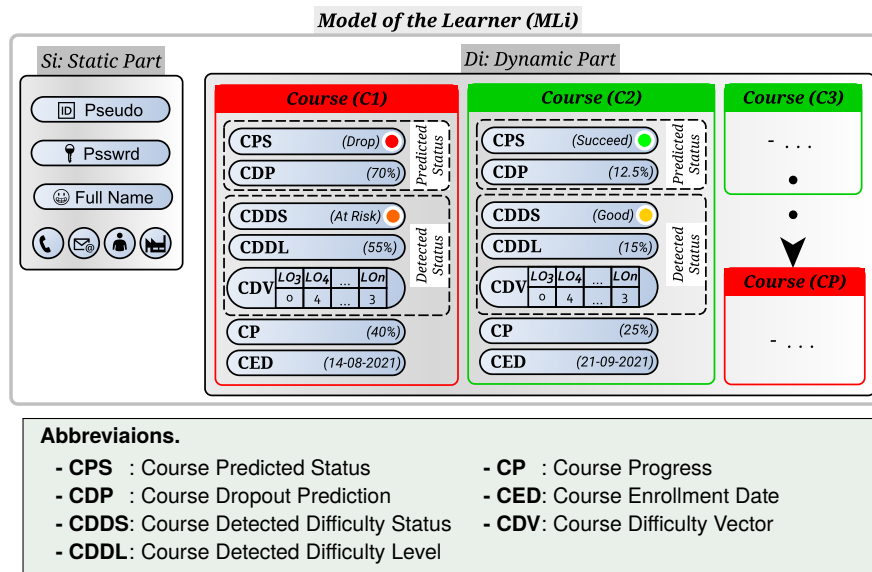 Model of the Learner (MLi)
Si: Static Part
Di: Dynamic Part
ID Pseudo
Psswrd
Full Name
Course (C1)
CPS (Drop)
CDP (70%)
Predicted Status
CDDS (At Risk)
CDDL (55%)
CDV LO3 LO4 ... LOn
0 4 ... 3
Detected Status
CP (40%)
CED (14-08-2021)
Course (C2)
CPS (Succeed)
CDP (12.5%)
Predicted Status
CDDS (Good)
CDDL (15%)
CDV LO3 LO4 ... LOn
0 4 ... 3
Detected Status
CP (25%)
CED (21-09-2021)
Course (C3)
- ...
Course (CP)
- ...
Abbreviaions.
- CPS : Course Predicted Status
- CDP : Course Dropout Prediction
- CDDS: Course Detected Difficulty Status
- CDDL: Course Detected Difficulty Level
- CP : Course Progress
- CED: Course Enrollment Date
- CDV: Course Difficulty Vector